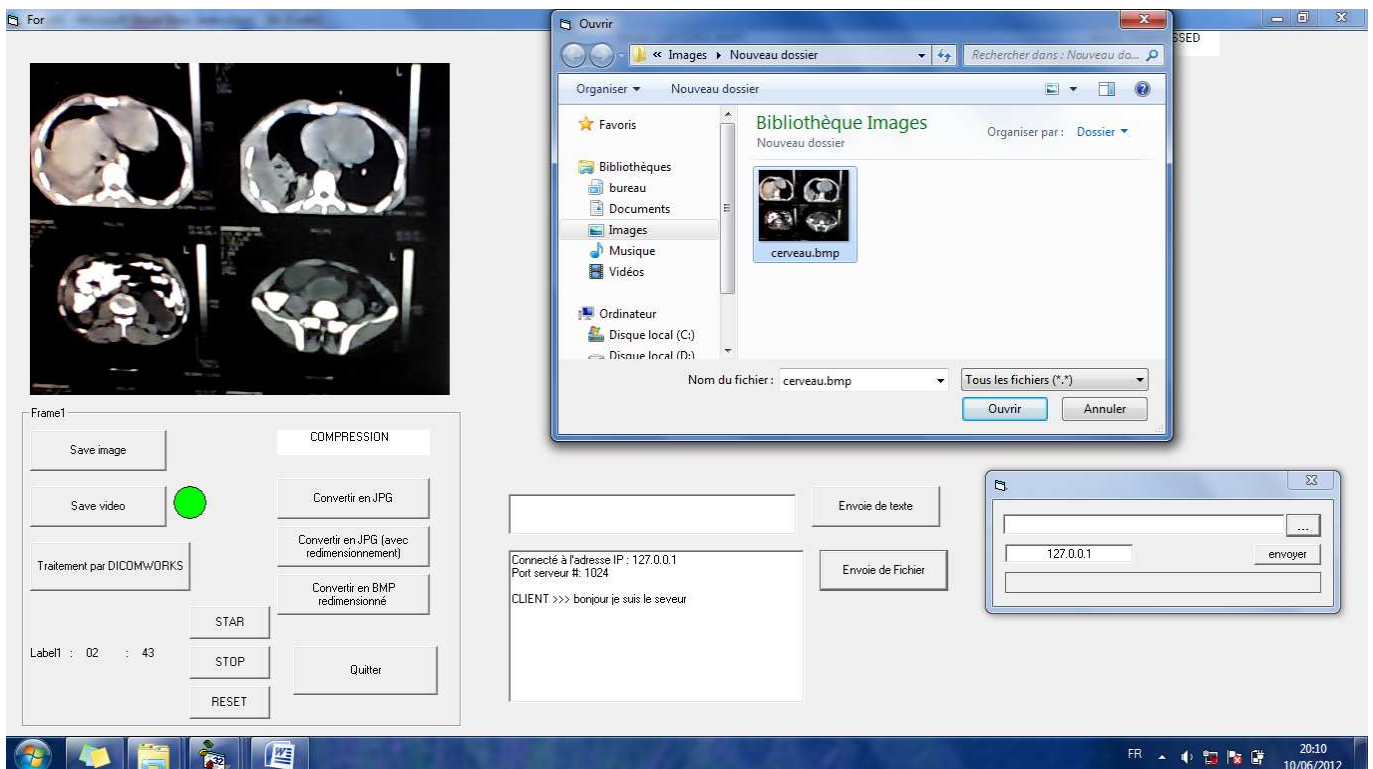 For
SSED
L
L
L
L
Frame1
Save image
COMPRESSION
Save video
Convertir en JPG
Convertir en JPG (avec
redimensionnement)
Traitement par DICOMWORKS
Convertir en BMP
redimensionné
STAR
Label1 : 02 : 43
STOP
Quitter
RESET
Ouvrir
« Images Nouveau dossier
Rechercher dans : Nouveau do...
Organiser
Nouveau dossier
Favoris
Bibliothèques
bureau
Documents
Images
Musique
Vidéos
Ordinateur
Disque local (C:)
Disque local (D:)
Bibliothèque Images
Nouveau dossier
Organiser par : Dossier
cerveau.bmp
Nom du fichier : cerveau.bmp
Tous les fichiers (*.*)
Ouvrir
Annuler
Envoie de texte
Connecté à l'adresse IP : 127.0.0.1
Port serveur #: 1024
CLIENT >>> bonjour je suis le seveur
Envoie de Fichier
...
127.0.0.1
envoyer
32
W
FR
20:10
10/06/2012